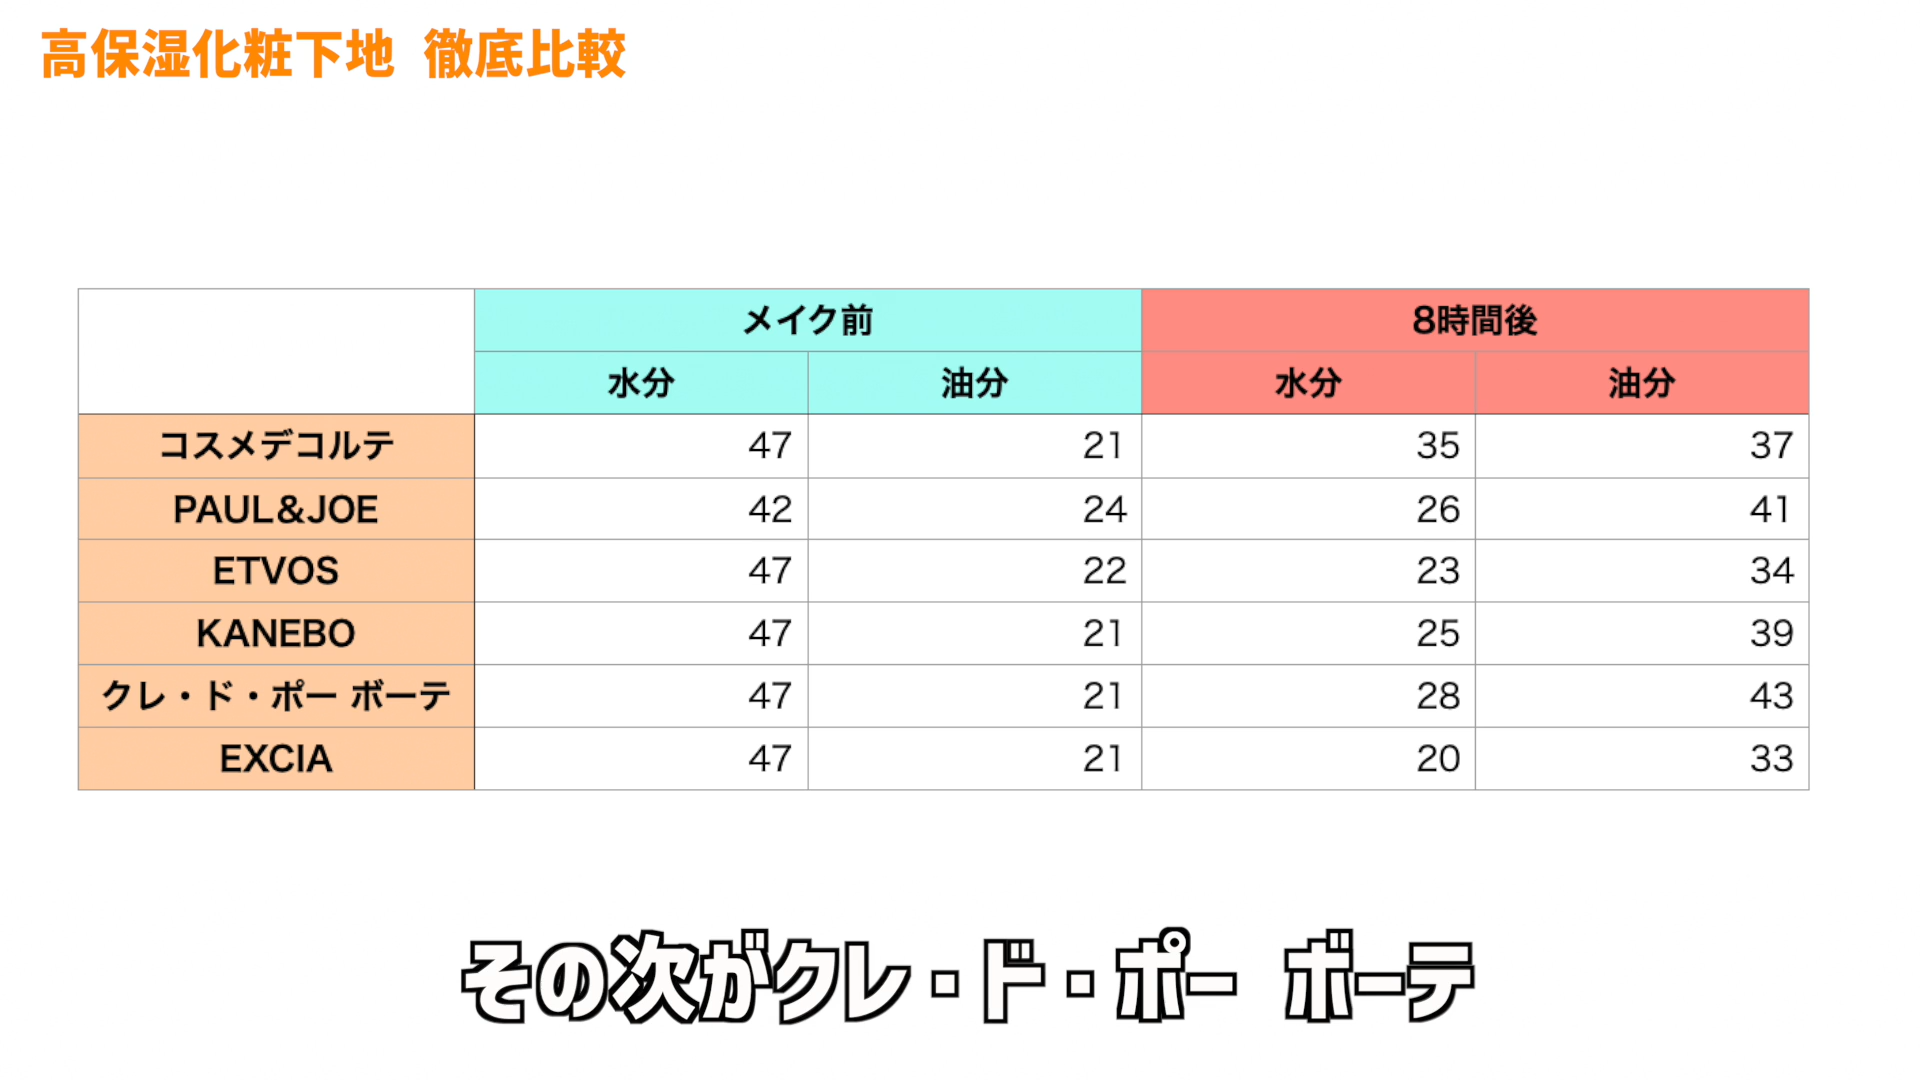 高保湿化粧下地 徹底比較
メイク前 8時間後
水分 油分 水分 油分
コスメデコルテ 47 21 35 37
PAUL&JOE 42 24 26 41
ETVOS 47 22 23 34
KANEBO 47 21 25 39
クレ・ド・ポー ボーテ 47 21 28 43
EXCIA 47 21 20 33
その次がクレ・ド・ポー ボーテ